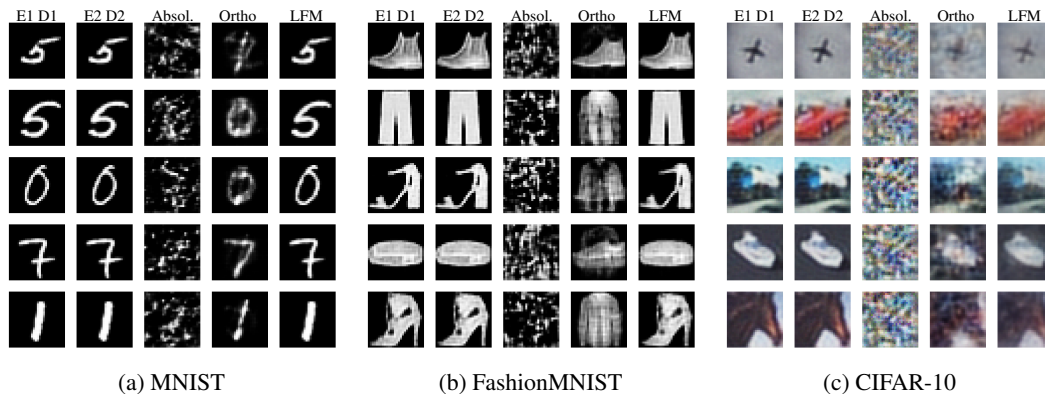 E1 D1 E2 D2 Absol. Ortho LFM E1 D1 E2 D2 Absol. Ortho LFM E1 D1 E2 D2 Absol. Ortho LFM
(a) MNIST (b) FashionMNIST (c) CIFAR-10